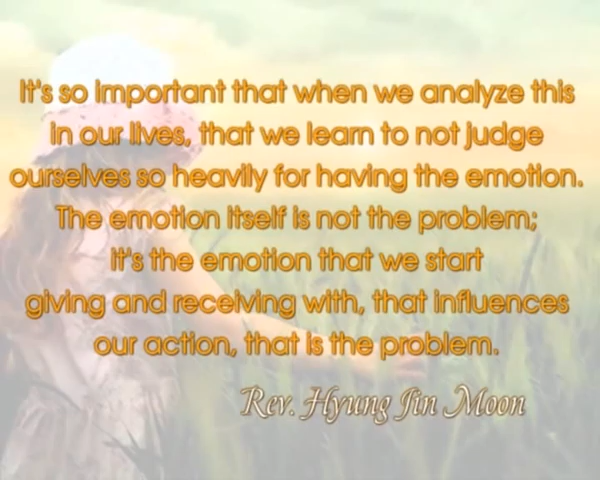 It's so important that when we analyze this
in our lives, that we learn to not judge
ourselves so heavily for having the emotion.
The emotion itself is not the problem;
it's the emotion that we start
giving and receiving with, that influences
our action, that is the problem.
Rev. Hyung Jin Moon